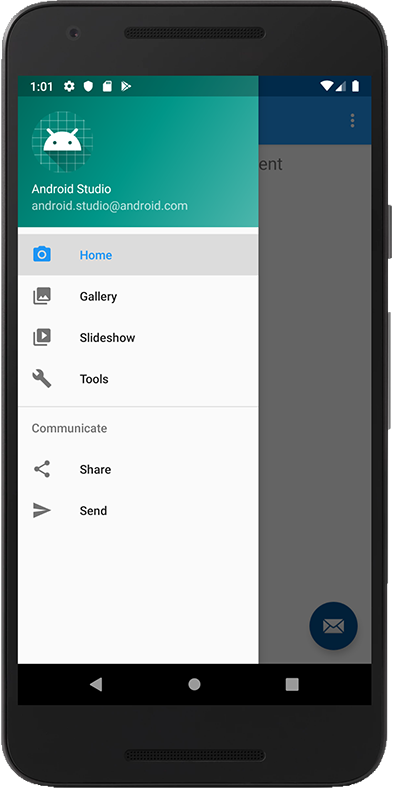 1:01
ent
Android Studio
android.studio@android.com
Home
Gallery
Slideshow
Tools
Communicate
Share
Send